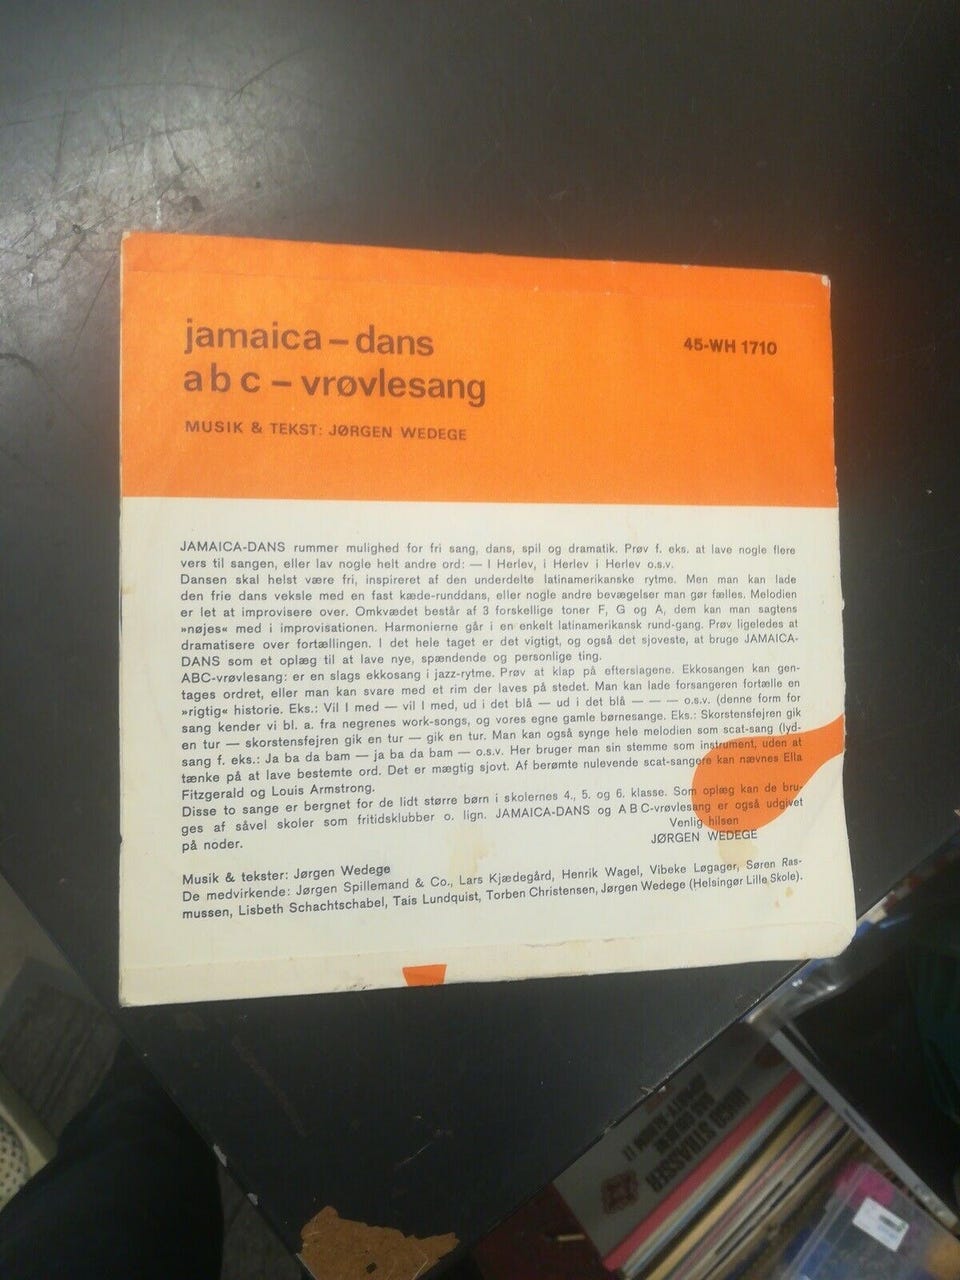 jamaica – dans
45-WH 1710
a b c – vrøvlesang
MUSIK & TEKST: JØRGEN WEDEGE
JAMAICA-DANS rummer mulighed for fri sang, dans, spil og dramatik. Prøv f. eks. at lave nogle flere
vers til sangen, eller lav nogle helt andre ord: — I Herlev, i Herlev i Herlev o.s.v.
Dansen skal helst være fri, inspireret af den underdelte latinamerikanske rytme. Men man kan lade
den frie dans veksle med en fast kæde-runddans, eller nogle andre bevægelser man gør fælles. Melodien
er let at improvisere over. Omkvædet består af 3 forskellige toner F, G og A, dem kan man sagtens
»nøjes« med i improvisationen. Harmonierne går i en enkelt latinamerikansk rund-gang. Prøv ligeledes at
dramatisere over fortællingen. I det hele taget er det vigtigt, og også det sjoveste, at bruge JAMAICA-
DANS som et oplæg til at lave nye, spændende og personlige ting.
ABC-vrøvlesang: er en slags ekkosang i jazz-rytme. Prøv at klap på efterslagene. Ekkosangen kan gen-
tages ordret, eller man kan svare med et rim der laves på stedet. Man kan lade forsangeren fortælle en
»rigtig« historie. Eks.: Vil I med — vil I med, ud i det blå — ud i det blå — — — o.s.v. (denne form for
sang kender vi bl. a. fra negrenes work-songs, og vores egne gamle børnesange. Eks.: Skorstensfejren gik
en tur — skorstensfejren gik en tur — gik en tur. Man kan også synge hele melodien som scat-sang (lyd-
sang f. eks.: Ja ba da bam — ja ba da bam — o.s.v. Her bruger man sin stemme som instrument, uden at
tænke på at lave bestemte ord. Det er mægtig sjovt. Af berømte nulevende scat-sangere kan nævnes Ella
Fitzgerald og Louis Armstrong.
Disse to sange er bergnet for de lidt større børn i skolernes 4., 5. og 6. klasse. Som oplæg kan de bru-
ges af såvel skoler som fritidsklubber o. lign. JAMAICA-DANS og A B C-vrøvlesang er også udgivet
på noder.
Venlig hilsen
JØRGEN WEDEGE
Musik & tekster: Jørgen Wedege
De medvirkende: Jørgen Spillemand & Co., Lars Kjædegård, Henrik Wagel, Vibeke Løgager, Søren Ras-
mussen, Lisbeth Schachtschabel, Tais Lundquist, Torben Christensen, Jørgen Wedege (Helsingør Lille Skole).
STRASSER